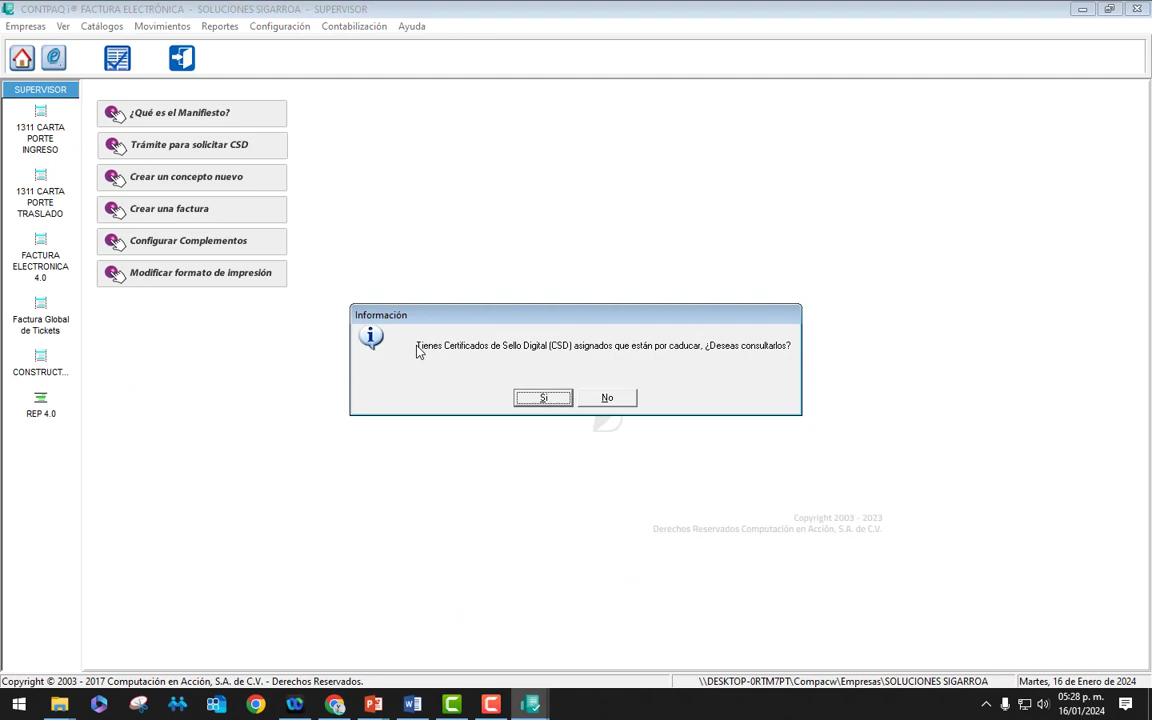 CONTPAQ i® FACTURA ELECTRÓNICA - SOLUCIONES SIGARROA - SUPERVISOR
Empresas Ver Catálogos Movimientos Reportes Configuración Contabilización Ayuda
SUPERVISOR
1311 CARTA
PORTE
INGRESO
1311 CARTA
PORTE
TRASLADO
FACTURA
ELECTRONICA
4.0
Factura Global
de Tickets
CONSTRUCT...
REP 4.0
¿Qué es el Manifiesto?
Trámite para solicitar CSD
Crear un concepto nuevo
Crear una factura
Configurar Complementos
Modificar formato de impresión
Información
Tienes Certificados de Sello Digital (CSD) asignados que están por caducar, ¿Deseas consultarlos?
Si No
Copyright 2003 - 2023
Derechos Reservados Computación en Acción, S.A. de C.V.
Copyright © 2003 - 2017 Computación en Acción, S.A. de C.V. - Derechos Reservados. \\DESKTOP-0RTM7PT\Compacw\Empresas\SOLUCIONES SIGARROA Martes, 16 de Enero de 2024
05:28 p. m.
16/01/2024